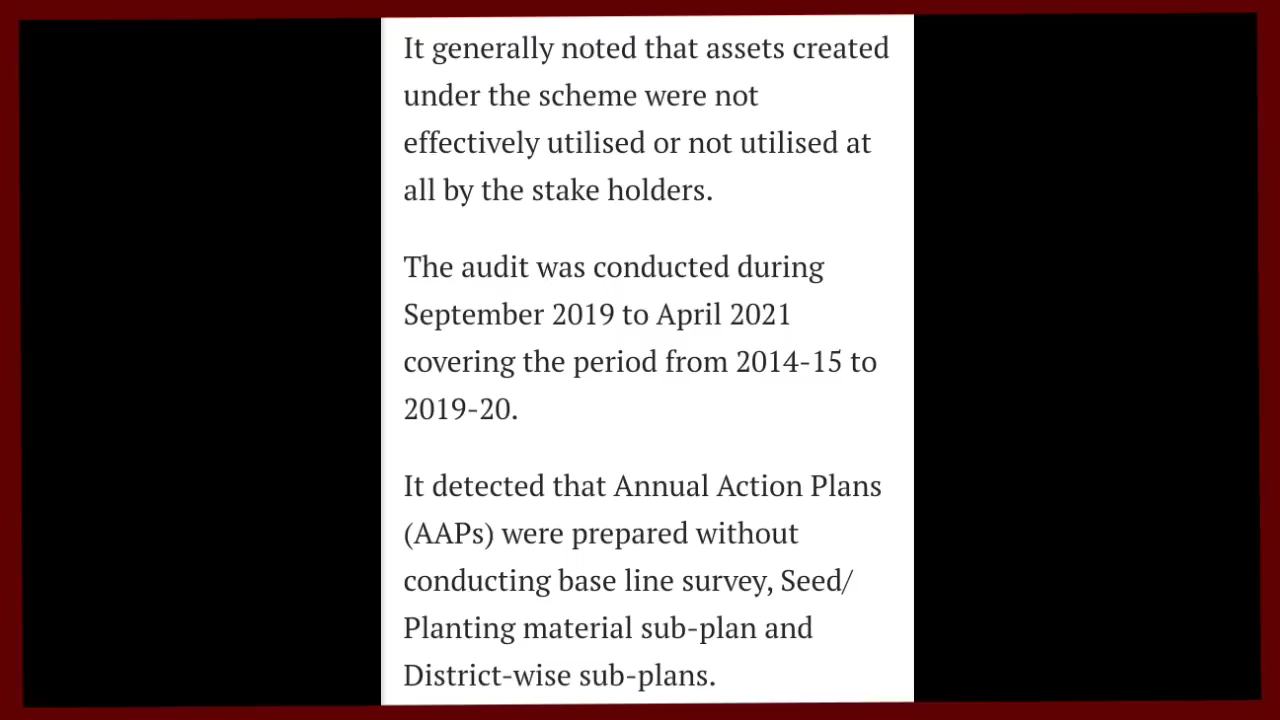 It generally noted that assets created
under the scheme were not
effectively utilised or not utilised at
all by the stake holders.
The audit was conducted during
September 2019 to April 2021
covering the period from 2014-15 to
2019-20.
It detected that Annual Action Plans
(AAPs) were prepared without
conducting base line survey, Seed/
Planting material sub-plan and
District-wise sub-plans.